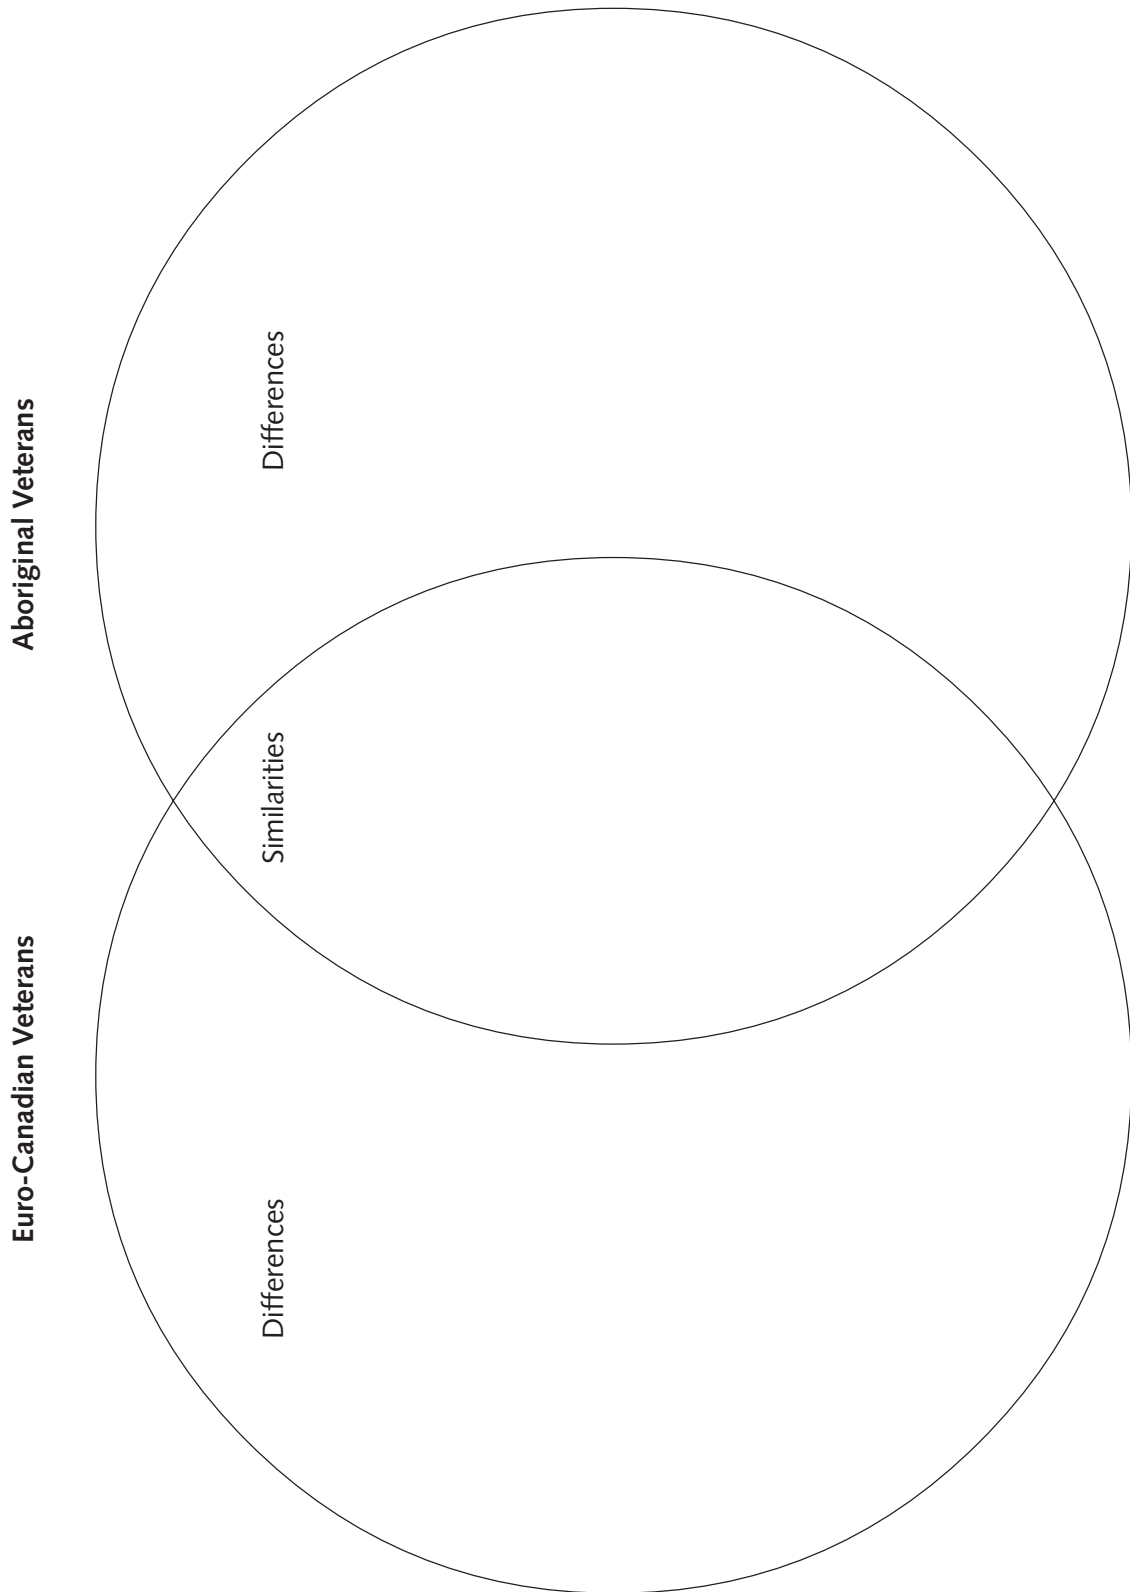 Euro-Canadian Veterans
Aboriginal Veterans
Differences
Similarities
Differences